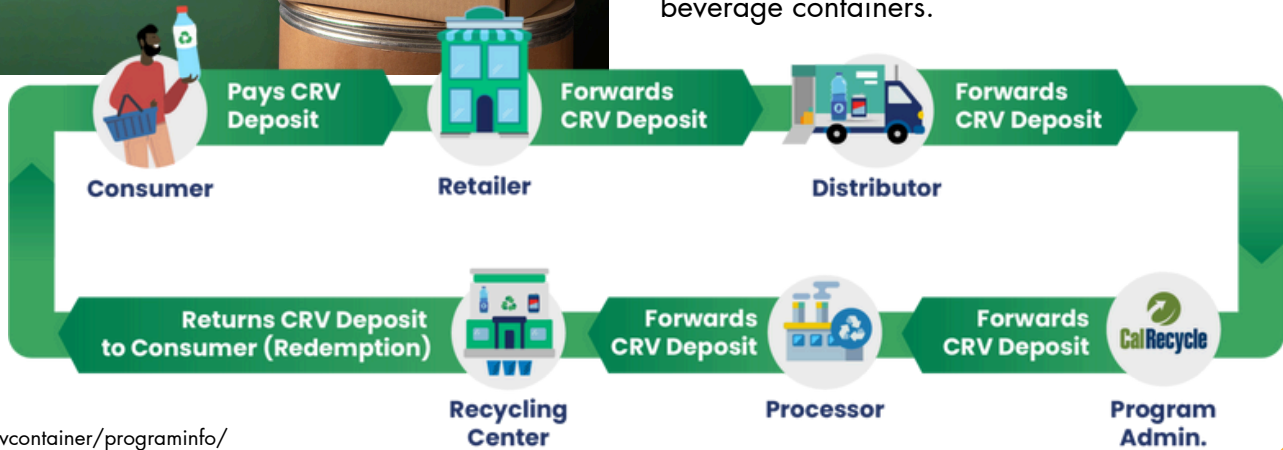 beverage containers.
Pays CRV
Deposit
Forwards
CRV Deposit
Forwards
CRV Deposit
Consumer
Retailer
Distributor
Returns CRV Deposit
to Consumer (Redemption)
Forwards
CRV Deposit
Forwards
CRV Deposit
CalRecycle
Recycling
Center
Processor
Program
Admin.
vcontainer/programinfo/